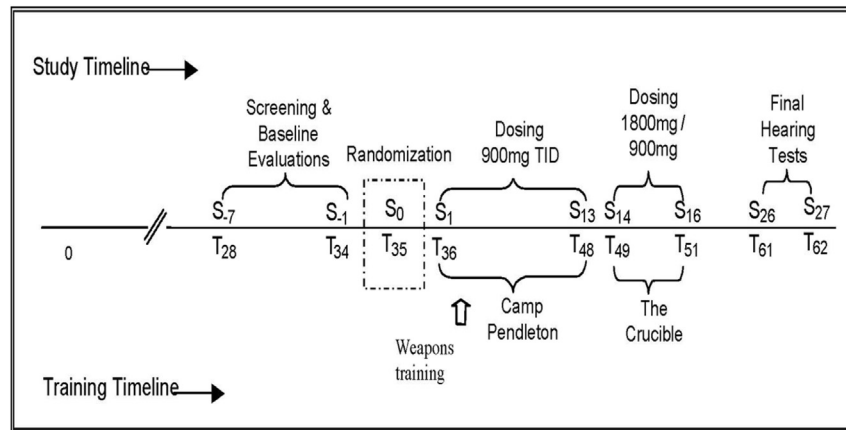 Study Timeline
Screening &
Baseline
Evaluations
Randomization
Dosing
900mg TID
Dosing
1800mg /
900mg
Final
Hearing
Tests
S-7 S-1 S0 S1 S13 S14 S16 S26 S27
0 T28 T34 T35 T36 T48 T49 T51 T61 T62
Camp
Pendleton
The
Crucible
Weapons
training
Training Timeline